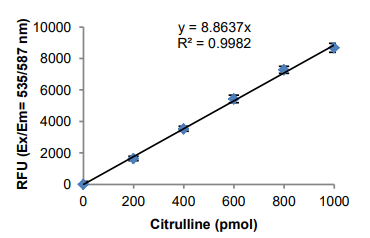 y = 8.8637x
R² = 0.9982
10000
8000
6000
4000
2000
0
RFU (Ex/Em= 535/587 nm)
0 200 400 600 800 1000
Citrulline (pmol)